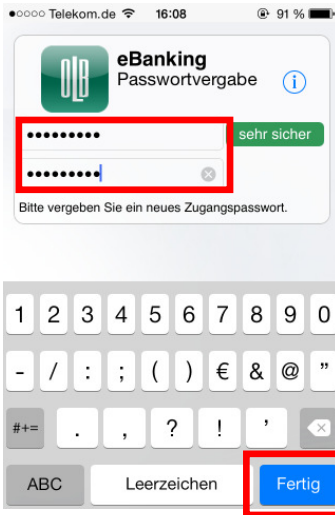 Telekom.de 16:08 91 %
OLB
eBanking
Passwortvergabe
i
•••••••••
sehr sicher
•••••••••
Bitte vergeben Sie ein neues Zugangspasswort.
1 2 3 4 5 6 7 8 9 0
- / : ; ( ) € & @ "
#+= . , ? ! '
ABC Leerzeichen Fertig